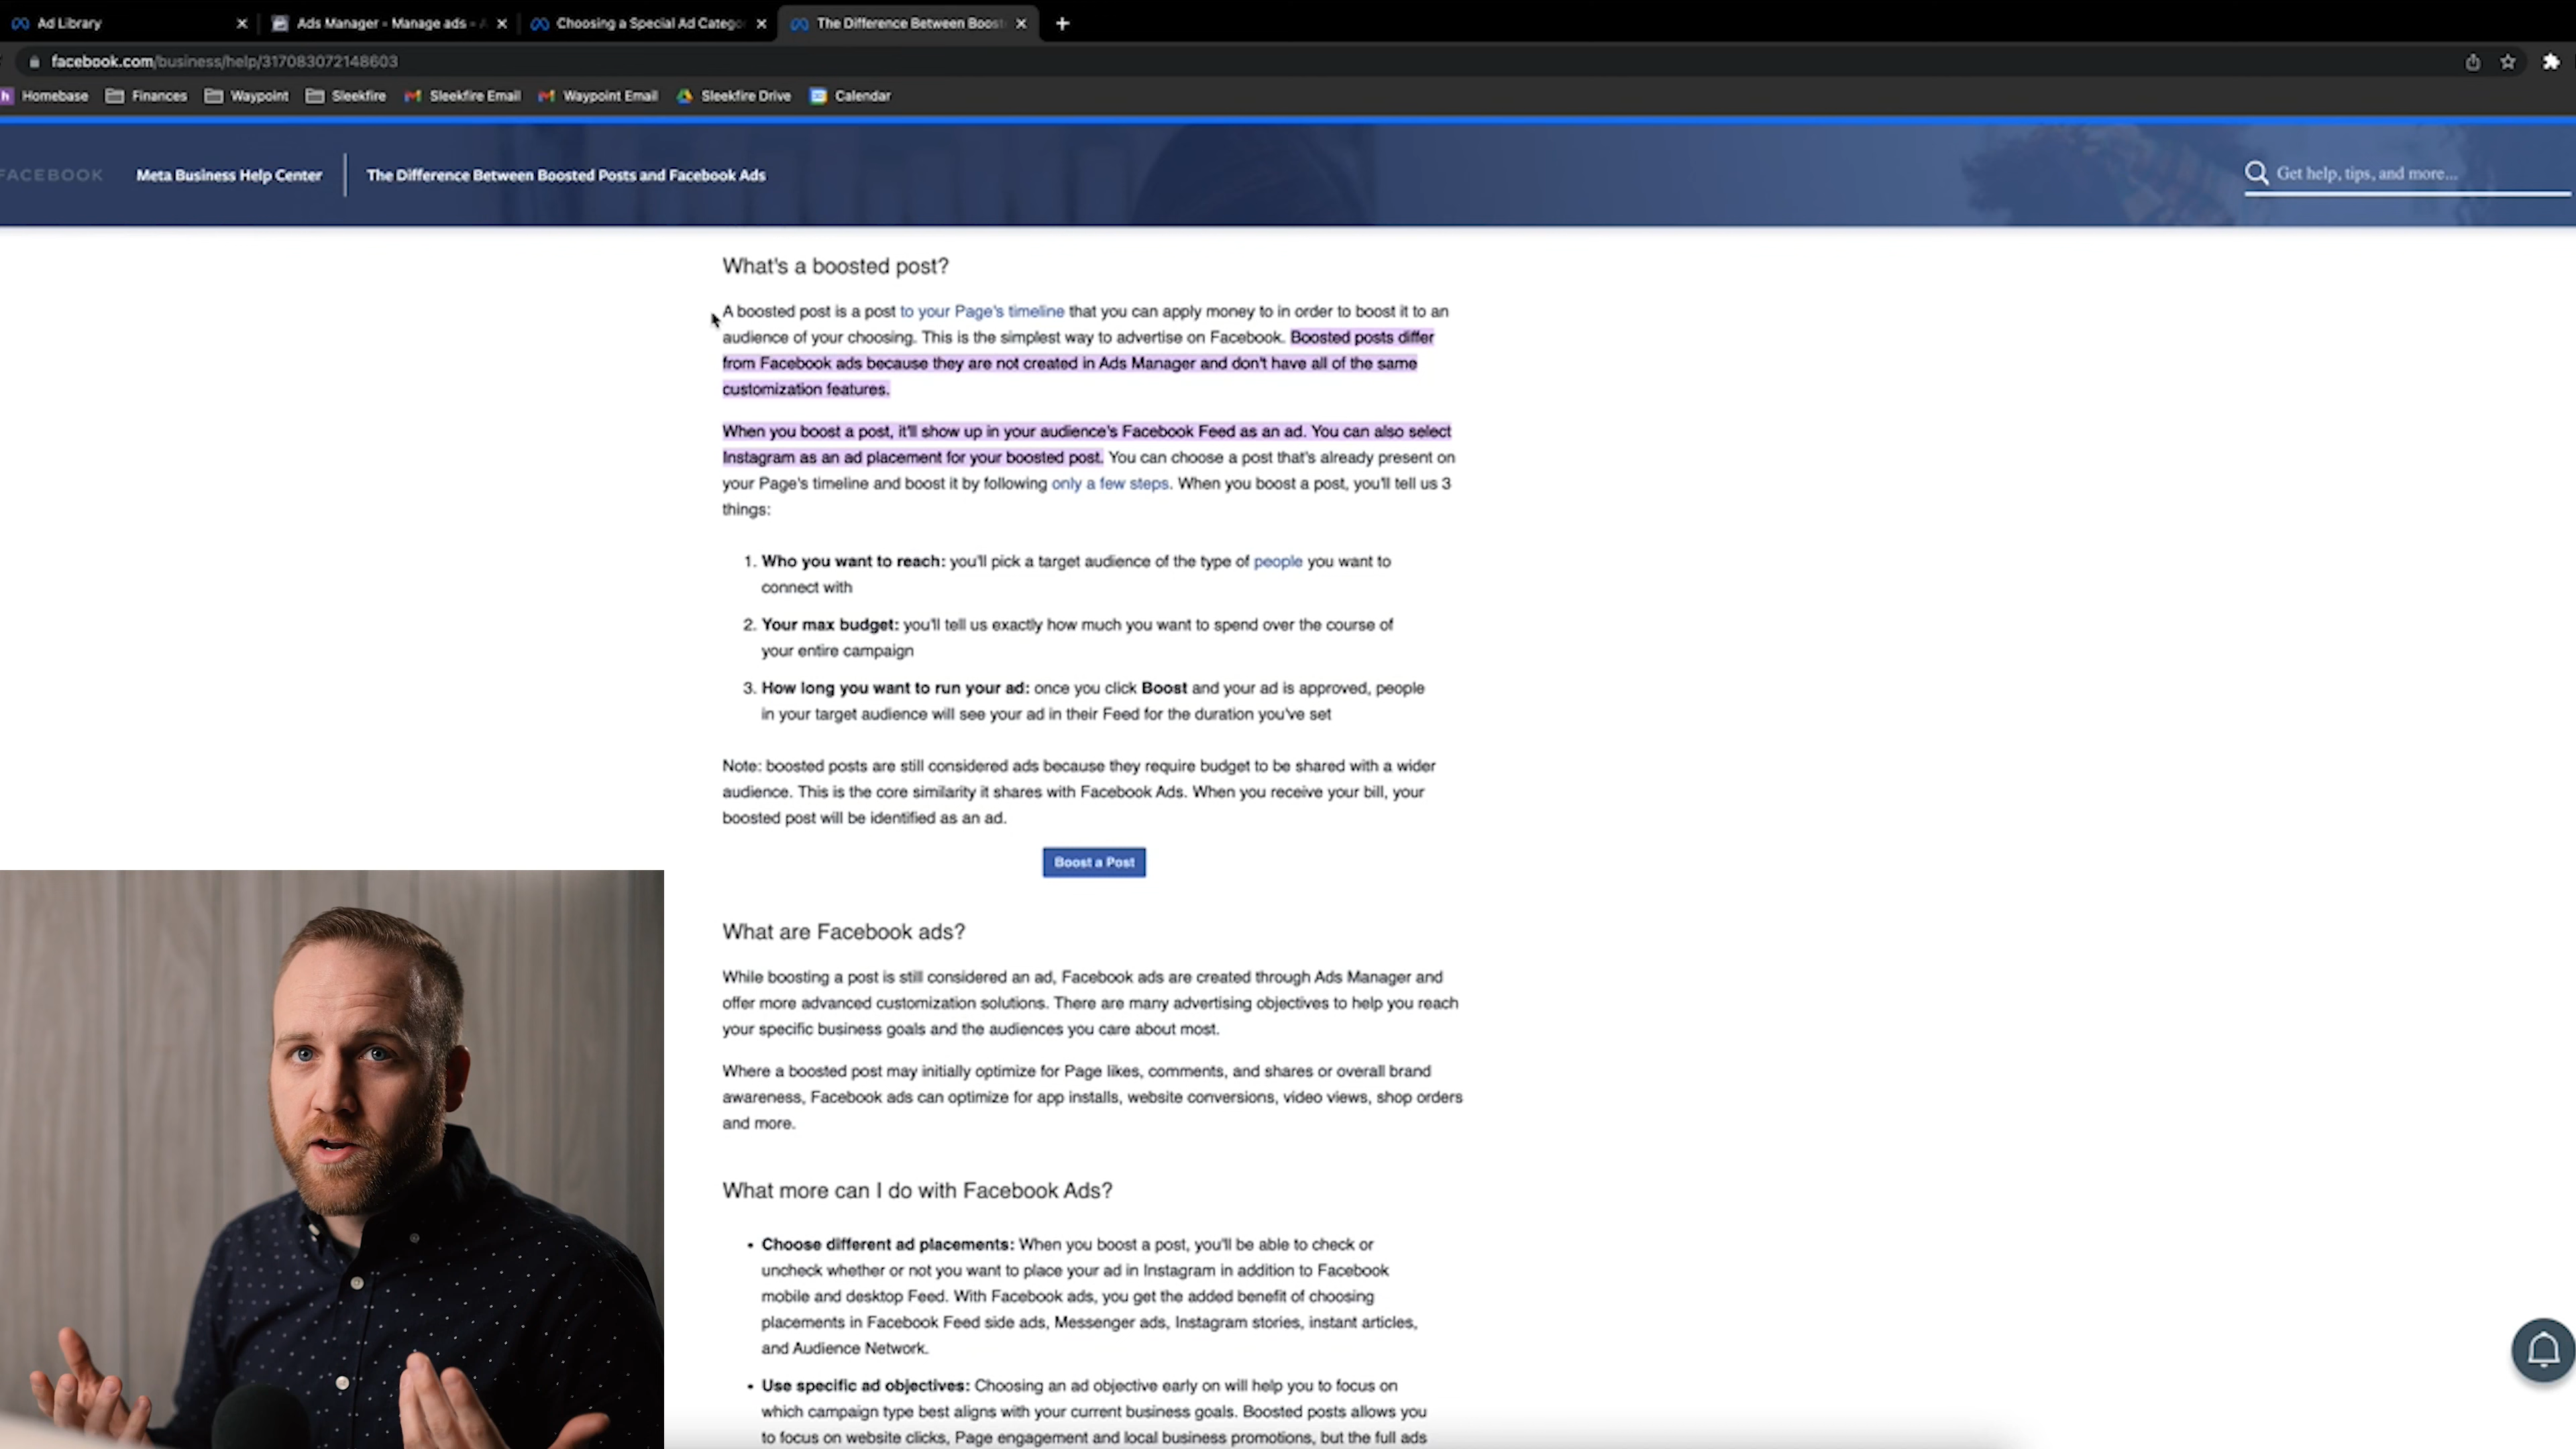 Ad Library
Ads Manager - Manage ads -
Choosing a Special Ad Catego
The Difference Between Boost
facebook.com/business/help/317083072148603
Homebase
Finances
Waypoint
Sleekfire
Sleekfire Email
Waypoint Email
Sleekfire Drive
Calendar
FACEBOOK
Meta Business Help Center
The Difference Between Boosted Posts and Facebook Ads
Get help, tips, and more...
What's a boosted post?
A boosted post is a post to your Page's timeline that you can apply money to in order to boost it to an
audience of your choosing. This is the simplest way to advertise on Facebook. Boosted posts differ
from Facebook ads because they are not created in Ads Manager and don't have all of the same
customization features.
When you boost a post, it'll show up in your audience's Facebook Feed as an ad. You can also select
Instagram as an ad placement for your boosted post. You can choose a post that's already present on
your Page's timeline and boost it by following only a few steps. When you boost a post, you'll tell us 3
things:
1. Who you want to reach: you'll pick a target audience of the type of people you want to
connect with
2. Your max budget: you'll tell us exactly how much you want to spend over the course of
your entire campaign
3. How long you want to run your ad: once you click Boost and your ad is approved, people
in your target audience will see your ad in their Feed for the duration you've set
Note: boosted posts are still considered ads because they require budget to be shared with a wider
audience. This is the core similarity it shares with Facebook Ads. When you receive your bill, your
boosted post will be identified as an ad.
Boost a Post
What are Facebook ads?
While boosting a post is still considered an ad, Facebook ads are created through Ads Manager and
offer more advanced customization solutions. There are many advertising objectives to help you reach
your specific business goals and the audiences you care about most.
Where a boosted post may initially optimize for Page likes, comments, and shares or overall brand
awareness, Facebook ads can optimize for app installs, website conversions, video views, shop orders
and more.
What more can I do with Facebook Ads?
• Choose different ad placements: When you boost a post, you'll be able to check or
uncheck whether or not you want to place your ad in Instagram in addition to Facebook
mobile and desktop Feed. With Facebook ads, you get the added benefit of choosing
placements in Facebook Feed side ads, Messenger ads, Instagram stories, instant articles,
and Audience Network.
• Use specific ad objectives: Choosing an ad objective early on will help you to focus on
which campaign type best aligns with your current business goals. Boosted posts allows you
to focus on website clicks, Page engagement and local business promotions, but the full ads